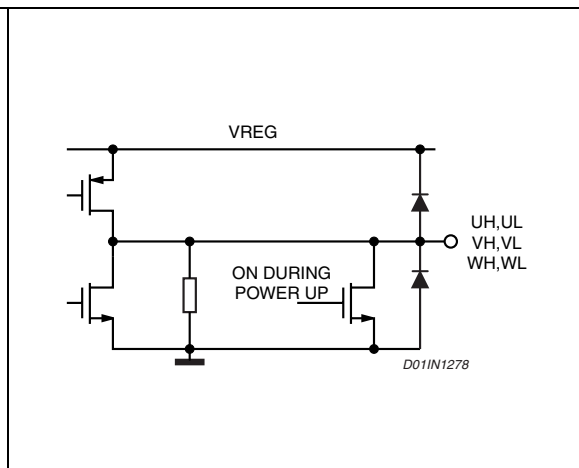 VREG
UH,UL
VH,VL
WH,WL
ON DURING
POWER UP
D01IN1278